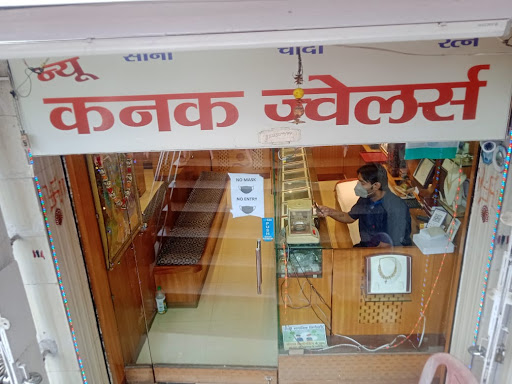 न्यू सोना चांदी रत्न
कनक ज्वेलर्स
NO MASK
NO ENTRY